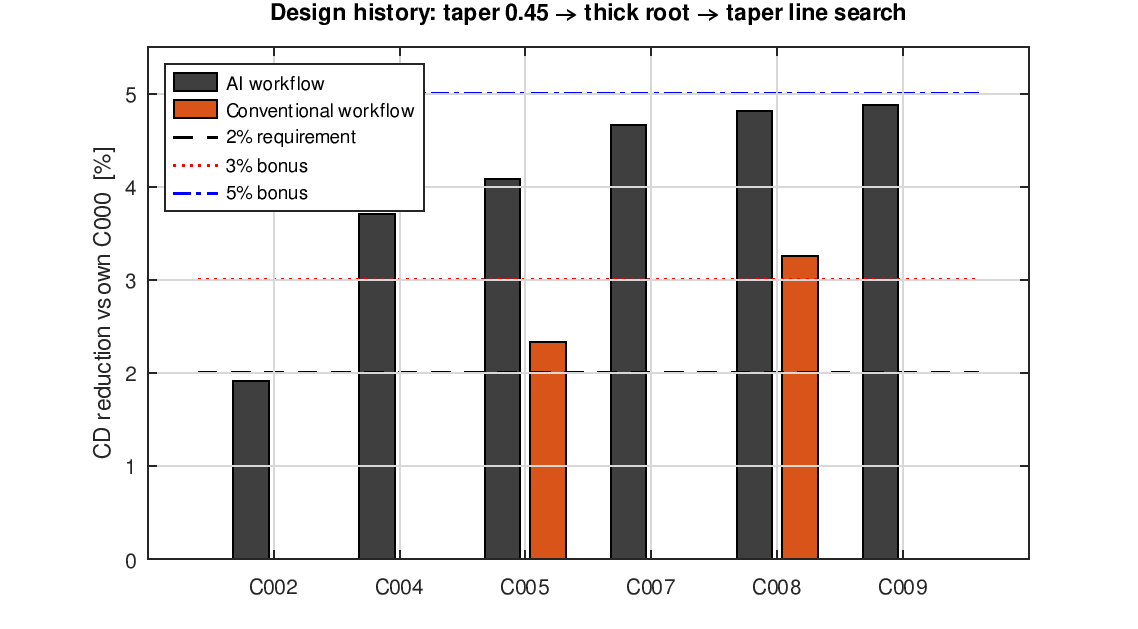 Design history: taper 0.45 → thick root → taper line search
AI workflow
Conventional workflow
2% requirement
3% bonus
5% bonus
CD reduction vs own C000 [%]
5
4
3
2
1
0
C002 C004 C005 C007 C008 C009